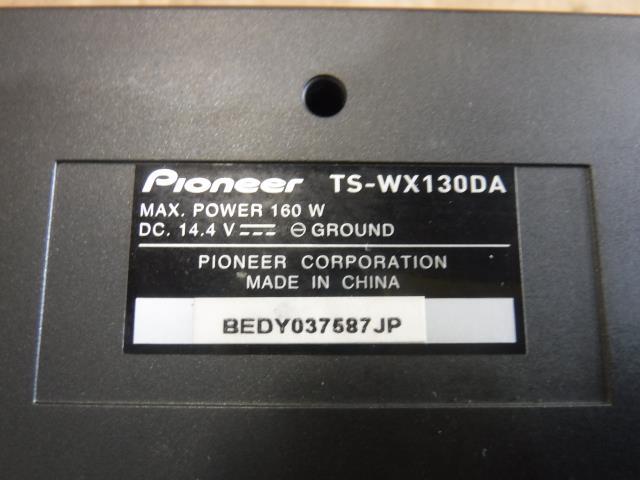 Pioneer TS-WX130DA
MAX. POWER 160 W
DC. 14.4 V ⎓ ⊖ GROUND
PIONEER CORPORATION
MADE IN CHINA
BEDY037587JP